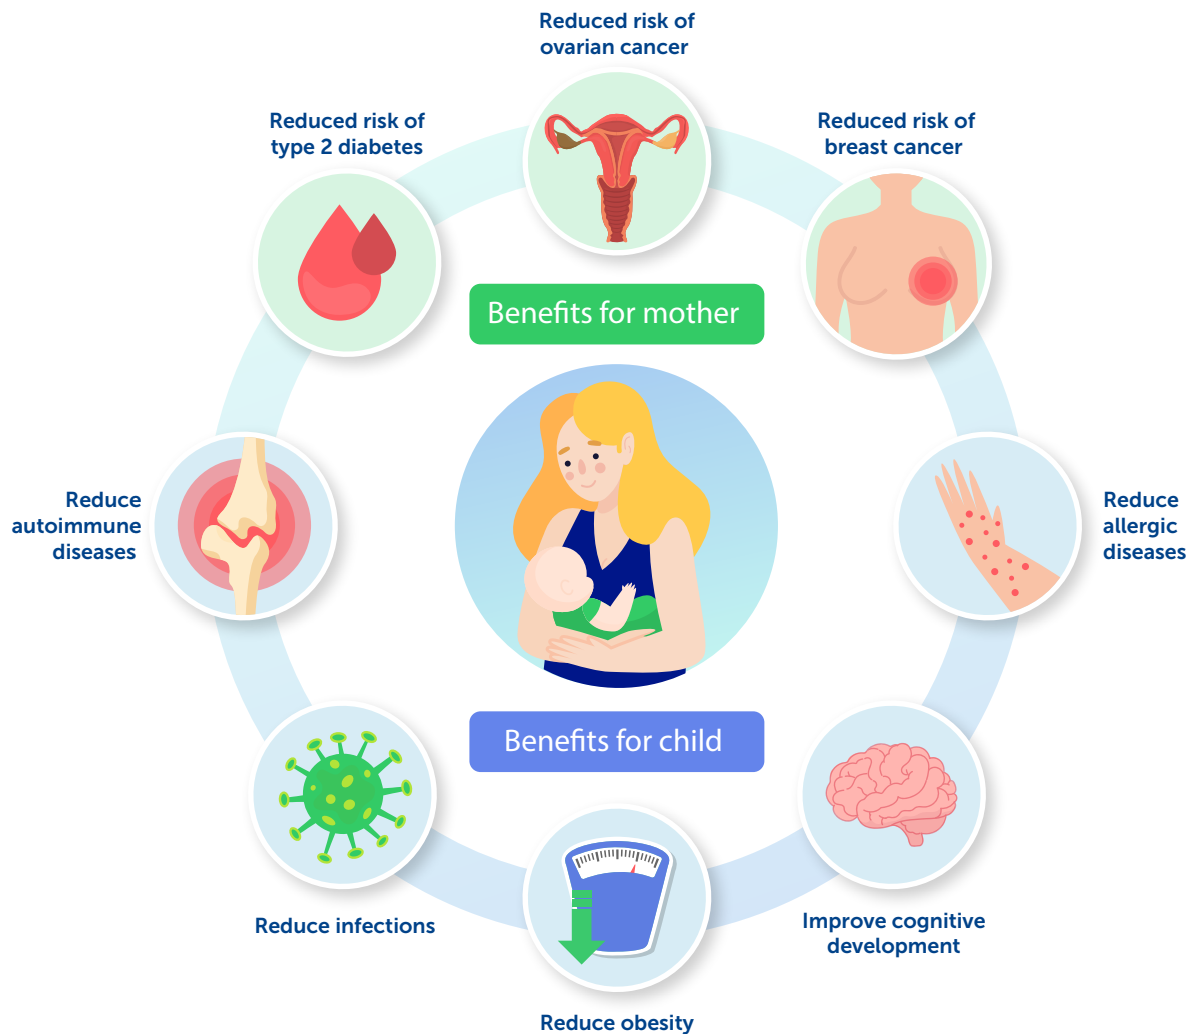 Reduced risk of
ovarian cancer
Reduced risk of
type 2 diabetes
Reduced risk of
breast cancer
Benefits for mother
Reduce
autoimmune
diseases
Reduce
allergic
diseases
Benefits for child
Reduce infections
Improve cognitive
development
Reduce obesity